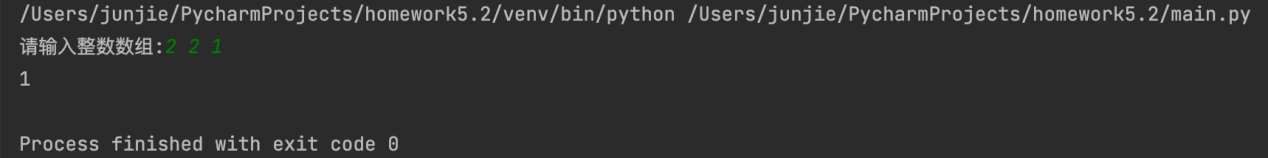 /Users/junjie/PycharmProjects/homework5.2/venv/bin/python /Users/junjie/PycharmProjects/homework5.2/main.py
请输入整数数组:2 2 1
1
Process finished with exit code 0